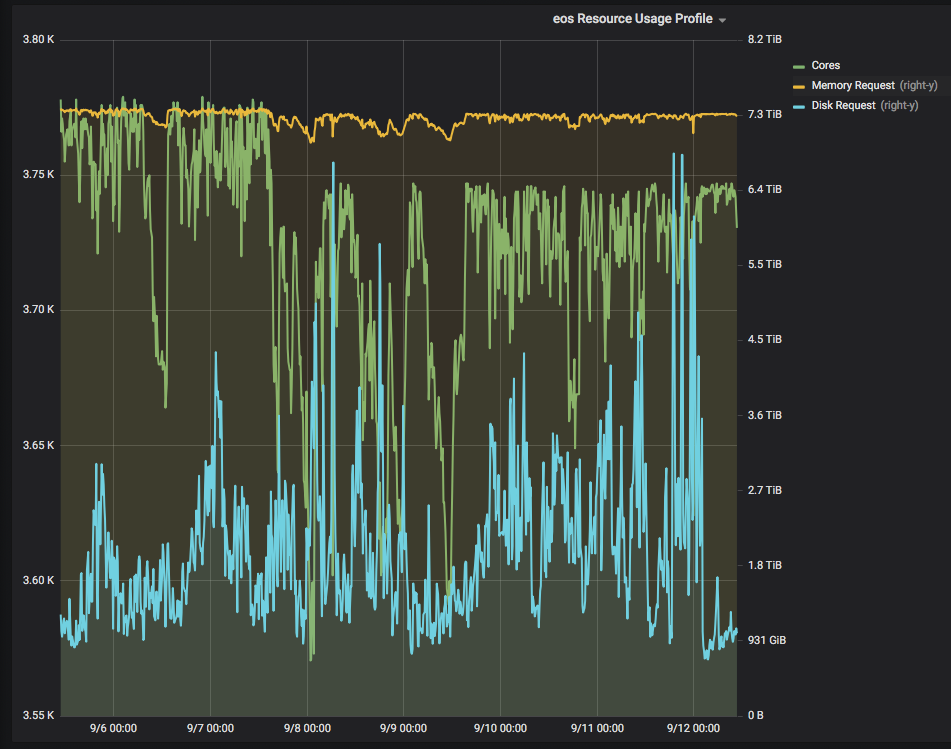 eos Resource Usage Profile
3.80 K
3.75 K
3.70 K
3.65 K
3.60 K
3.55 K
8.2 TiB
7.3 TiB
6.4 TiB
5.5 TiB
4.5 TiB
3.6 TiB
2.7 TiB
1.8 TiB
931 GiB
0 B
9/6 00:00
9/7 00:00
9/8 00:00
9/9 00:00
9/10 00:00
9/11 00:00
9/12 00:00
Cores
Memory Request (right-y)
Disk Request (right-y)